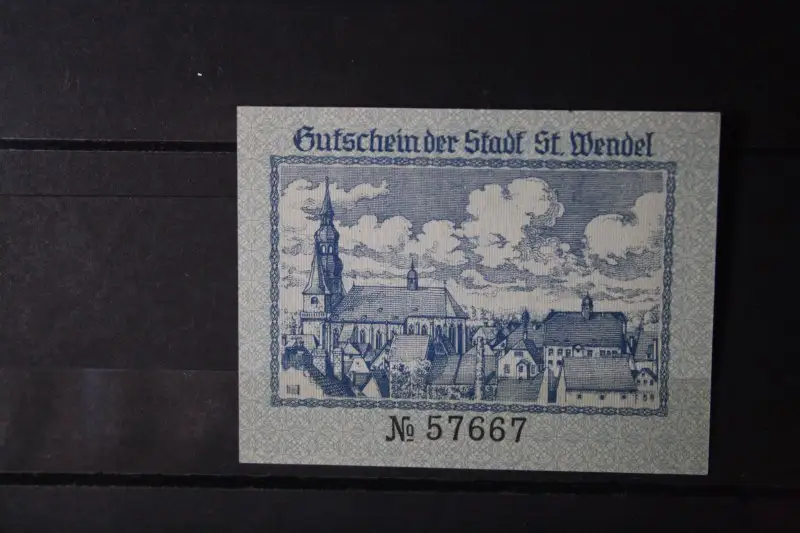 Gutschein der Stadt St. Wendel
№ 57667